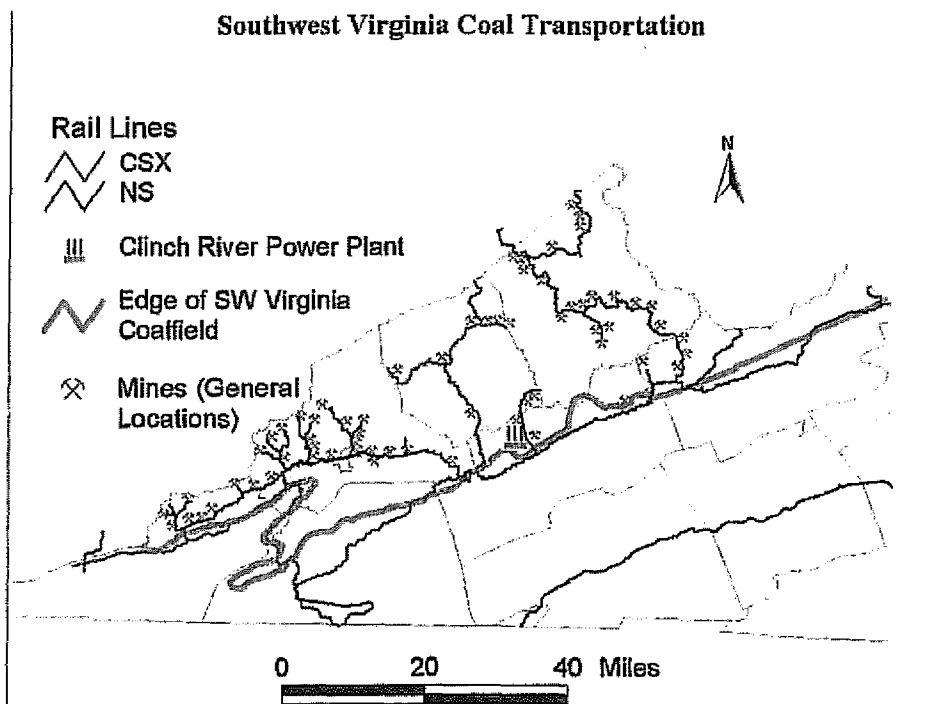 Southwest Virginia Coal Transportation
Rail Lines
CSX
NS
Clinch River Power Plant
Edge of SW Virginia
Coalfield
Mines (General
Locations)
N
0 20 40 Miles